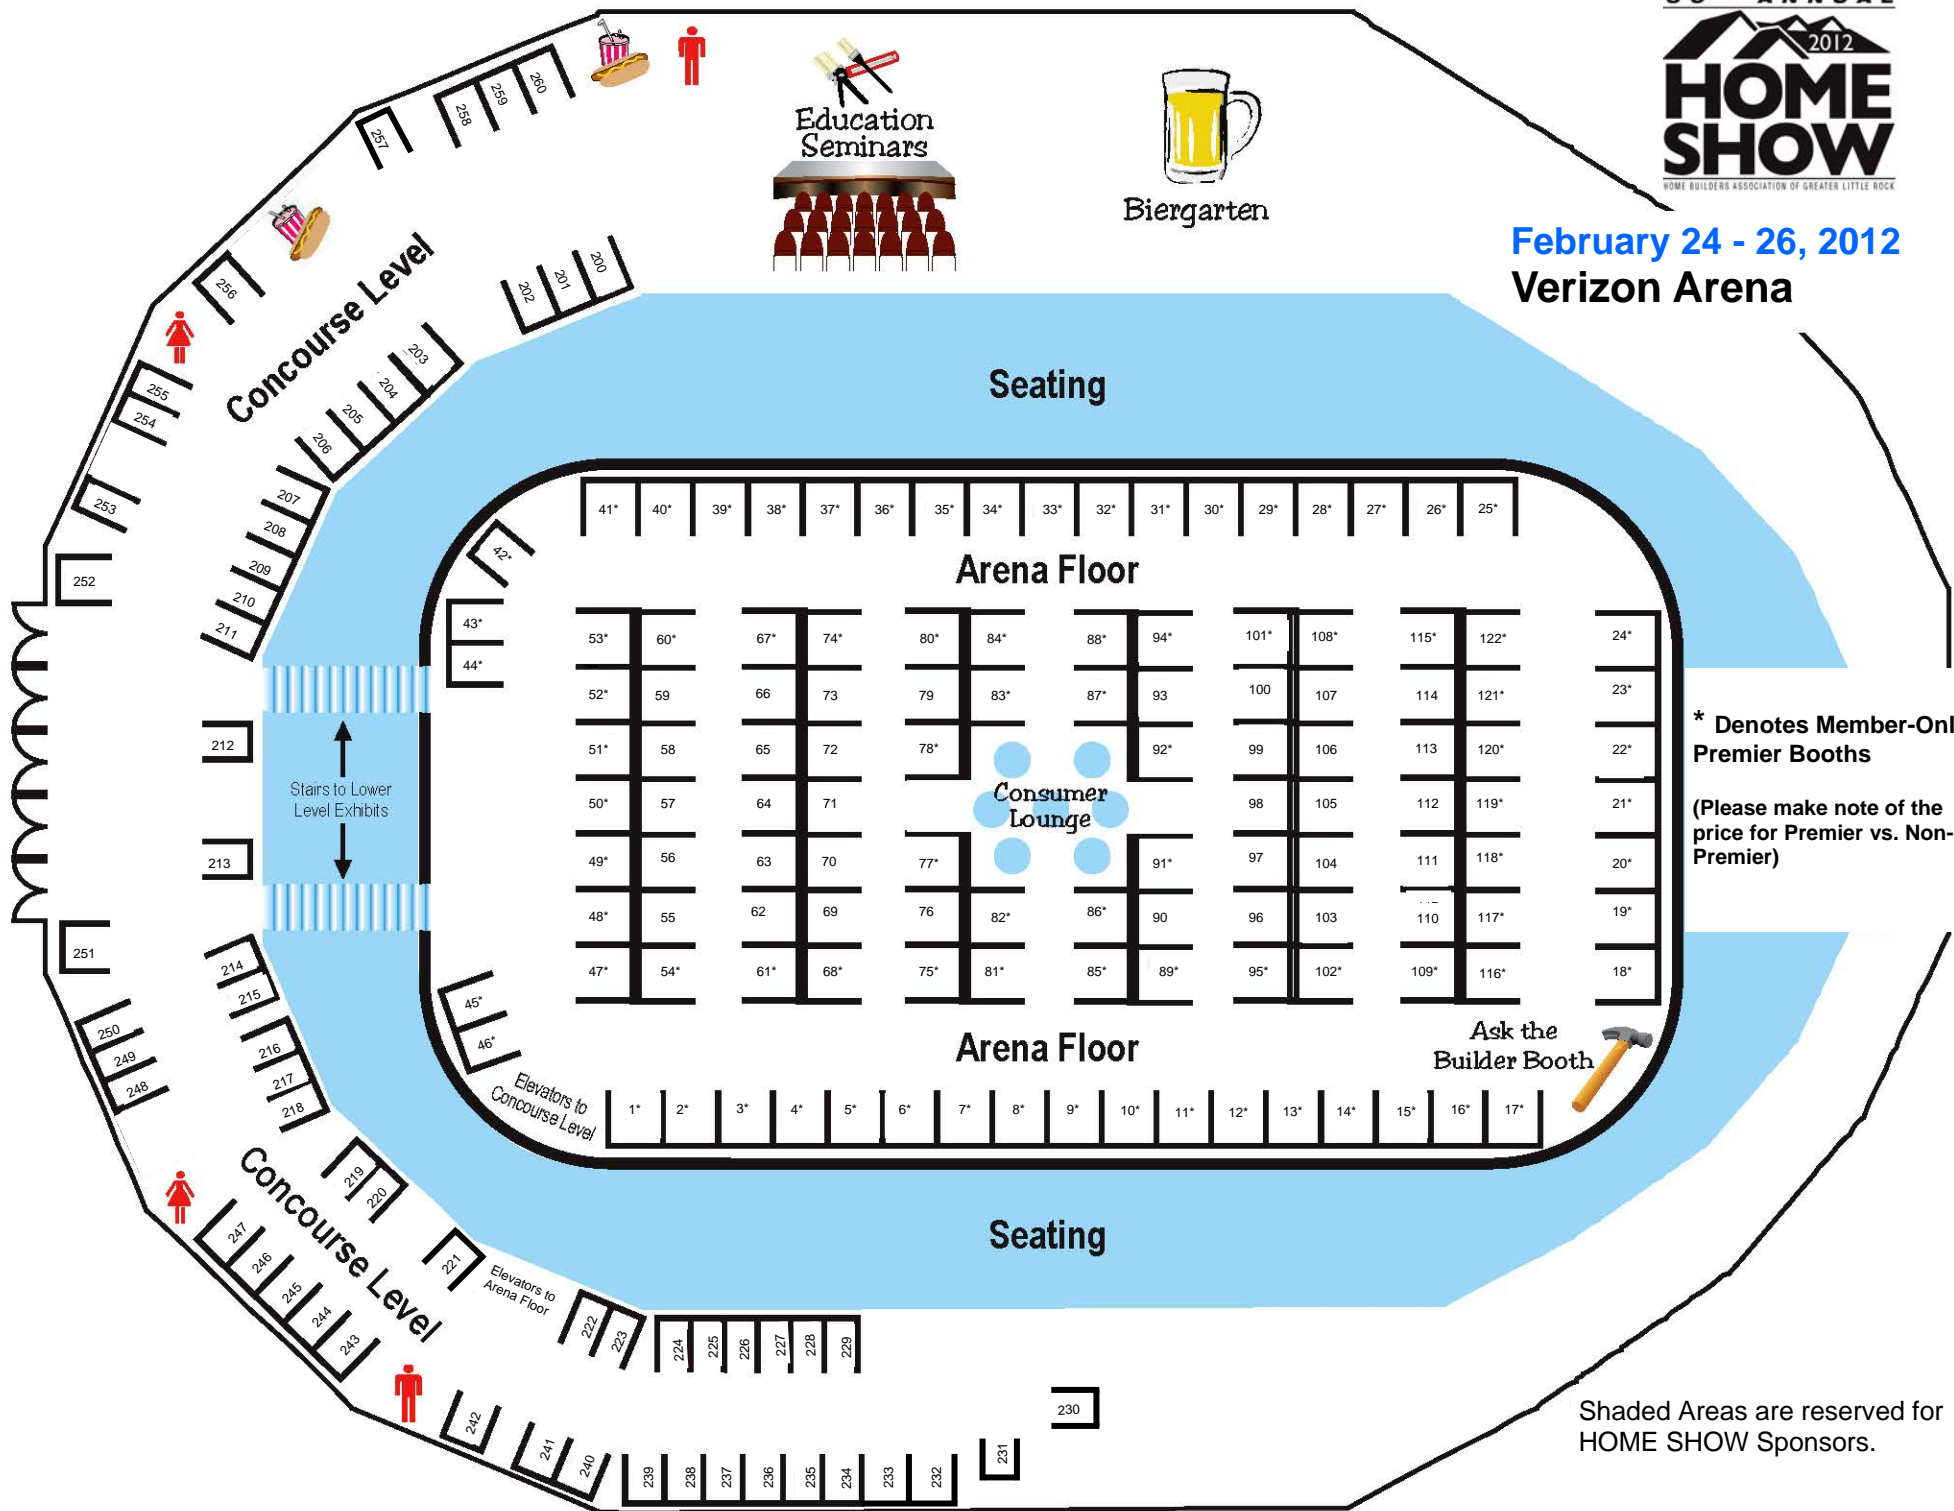 2012
HOME
SHOW
HOME BUILDERS ASSOCIATION OF GREATER LITTLE ROCK
February 24 - 26, 2012
Verizon Arena
Education
Seminars
Biergarten
260
259
258
257
256
255
254
253
252
Concourse Level
200
201
202
203
204
205
206
207
208
209
210
211
212
213
Stairs to Lower
Level Exhibits
Seating
41* 40* 39* 38* 37* 36* 35* 34* 33* 32* 31* 30* 29* 28* 27* 26* 25*
42*
Arena Floor
43*
44*
53* 60* 67* 74* 80* 84* 88* 94* 101* 108* 115* 122* 24*
52* 59 66 73 79 83* 87* 93 100 107 114 121* 23*
51* 58 65 72 78* 92* 99 106 113 120* 22*
50* 57 64 71 98 105 112 119* 21*
Consumer
Lounge
49* 56 63 70 77* 91* 97 104 111 118* 20*
48* 55 62 69 76 82* 86* 90 96 103 110 117* 19*
47* 54* 61* 68* 75* 81* 85* 89* 95* 102* 109* 116* 18*
* Denotes Member-Onl
Premier Booths
(Please make note of the
price for Premier vs. Non-
Premier)
45*
46*
Arena Floor
Ask the
Builder Booth
Elevators to
Concourse Level
1* 2* 3* 4* 5* 6* 7* 8* 9* 10* 11* 12* 13* 14* 15* 16* 17*
Seating
251
250
249
248
214
215
216
217
218
219
220
221
Concourse Level
247
246
245
244
243
Elevators to
Arena Floor
222
223
224 225 226 227 228 229
230
231
242
241
240
239 238 237 236 235 234 233 232
Shaded Areas are reserved for
HOME SHOW Sponsors.